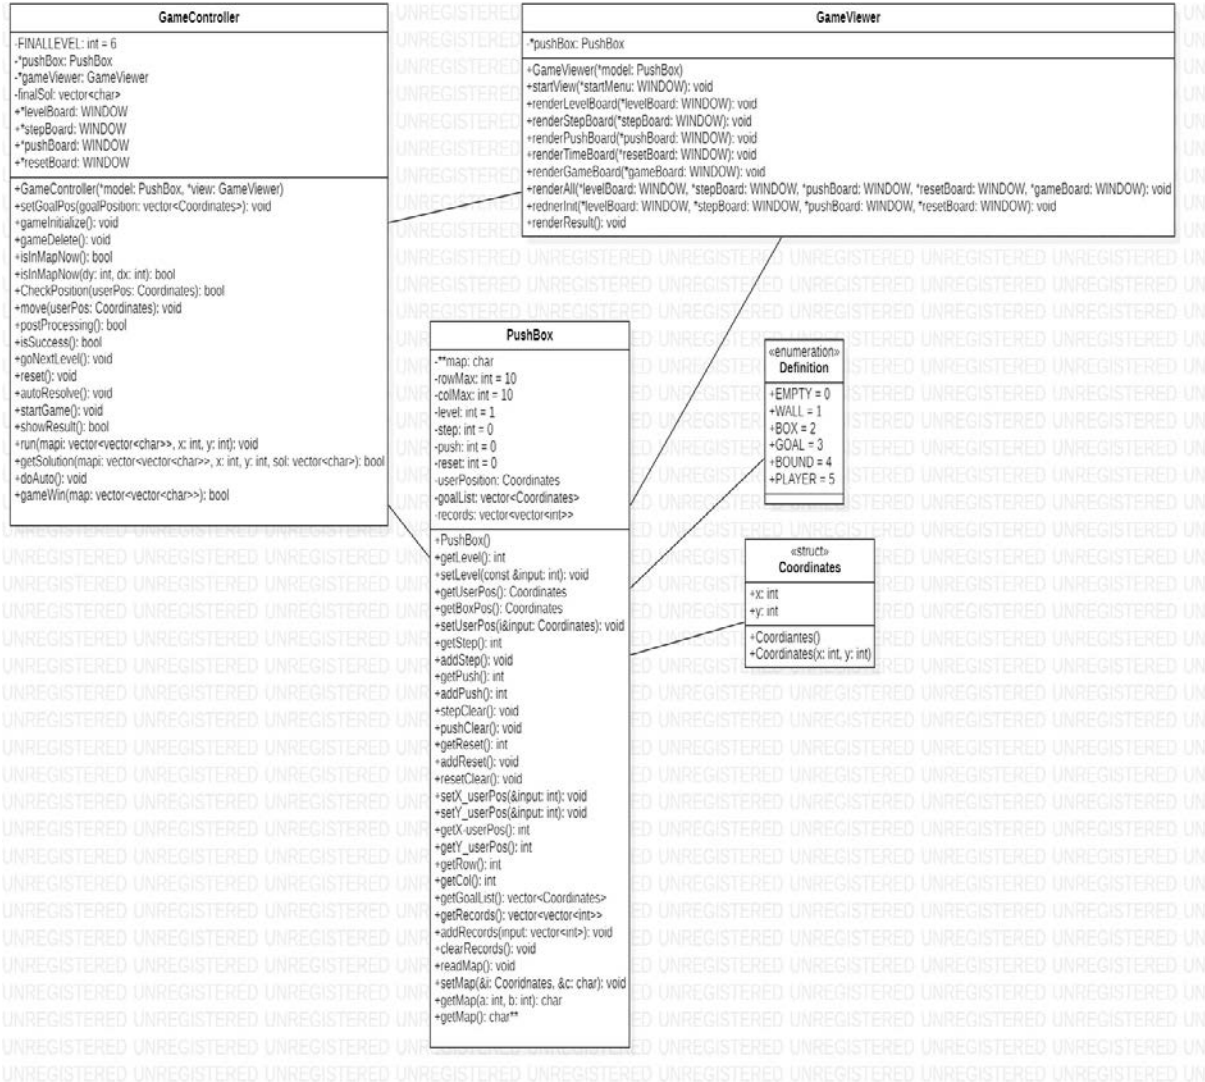 GameController
-FINALLEVEL: int = 6
-*pushBox: PushBox
-*gameViewer: GameViewer
-finalSol: vector<char>
+*levelBoard: WINDOW
+*stepBoard: WINDOW
+*pushBoard: WINDOW
+*resetBoard: WINDOW
+GameController(*model: PushBox, *view: GameViewer)
+setGoalPos(goalPosition: vector<Coordinates>): void
+gameInitialize(): void
+gameDelete(): void
+isInMapNow(): bool
+isInMapNow(dy: int, dx: int): bool
+CheckPosition(userPos: Coordinates): bool
+move(userPos: Coordinates): void
+postProcessing(): bool
+isSuccess(): bool
+goNextLevel(): void
+reset(): void
+autoResolve(): void
+startGame(): void
+showResult(): bool
+run(mapi: vector<vector<char>>, x: int, y: int): void
+getSolution(mapi: vector<vector<char>>, x: int, y: int, sol: vector<char>): bool
+doAuto(): void
+gameWin(map: vector<vector<char>>): bool
GameViewer
-*pushBox: PushBox
+GameViewer(*model: PushBox)
+startView(*startMenu: WINDOW): void
+renderLevelBoard(*levelBoard: WINDOW): void
+renderStepBoard(*stepBoard: WINDOW): void
+renderPushBoard(*pushBoard: WINDOW): void
+renderTimeBoard(*resetBoard: WINDOW): void
+renderGameBoard(*gameBoard: WINDOW): void
+renderAll(*levelBoard: WINDOW, *stepBoard: WINDOW, *pushBoard: WINDOW, *resetBoard: WINDOW, *gameBoard: WINDOW): void
+rednerInit(*levelBoard: WINDOW, *stepBoard: WINDOW, *pushBoard: WINDOW, *resetBoard: WINDOW): void
+renderResult(): void
PushBox
-**map: char
-rowMax: int = 10
-colMax: int = 10
-level: int = 1
-step: int = 0
-push: int = 0
-reset: int = 0
-userPosition: Coordinates
-goalList: vector<Coordinates>
-records: vector<vector<int>>
+PushBox()
+getLevel(): int
+setLevel(const &input: int): void
+getUserPos(): Coordinates
+getBoxPos(): Coordinates
+setUserPos(i&input: Coordinates): void
+getStep(): int
+addStep(): void
+getPush(): int
+addPush(): int
+stepClear(): void
+pushClear(): void
+getReset(): int
+addReset(): void
+resetClear(): void
+setX_userPos(&input: int): void
+setY_userPos(&input: int): void
+getX-userPos(): int
+getY_userPos(): int
+getRow(): int
+getCol(): int
+getGoalList(): vector<Coordinates>
+getRecords(): vector<vector<int>>
+addRecords(input: vector<int>): void
+clearRecords(): void
+readMap(): void
+setMap(&i: Cooridnates, &c: char): void
+getMap(a: int, b: int): char
+getMap(): char**
«enumeration»
Definition
+EMPTY = 0
+WALL = 1
+BOX = 2
+GOAL = 3
+BOUND = 4
+PLAYER = 5
«struct»
Coordinates
+x: int
+y: int
+Coordiantes()
+Coordinates(x: int, y: int)